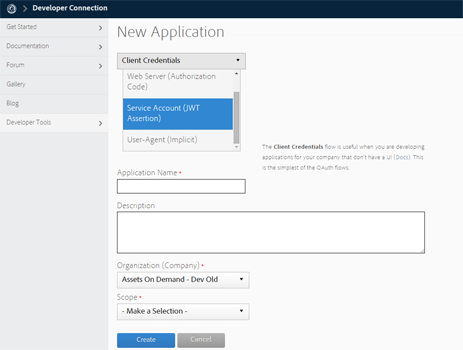 Developer Connection
Get Started
Documentation
Forum
Gallery
Blog
Developer Tools
New Application
Client Credentials
Web Server (Authorization
Code)
Service Account (JWT
Assertion)
User-Agent (Implicit)
The Client Credentials flow is useful when you are developing
applications for your company that don't have a UI (Docs). This
is the simplest of the OAuth flows.
Application Name *
Description
Organization (Company) *
Assets On Demand - Dev Old
Scope *
- Make a Selection -
Create
Cancel